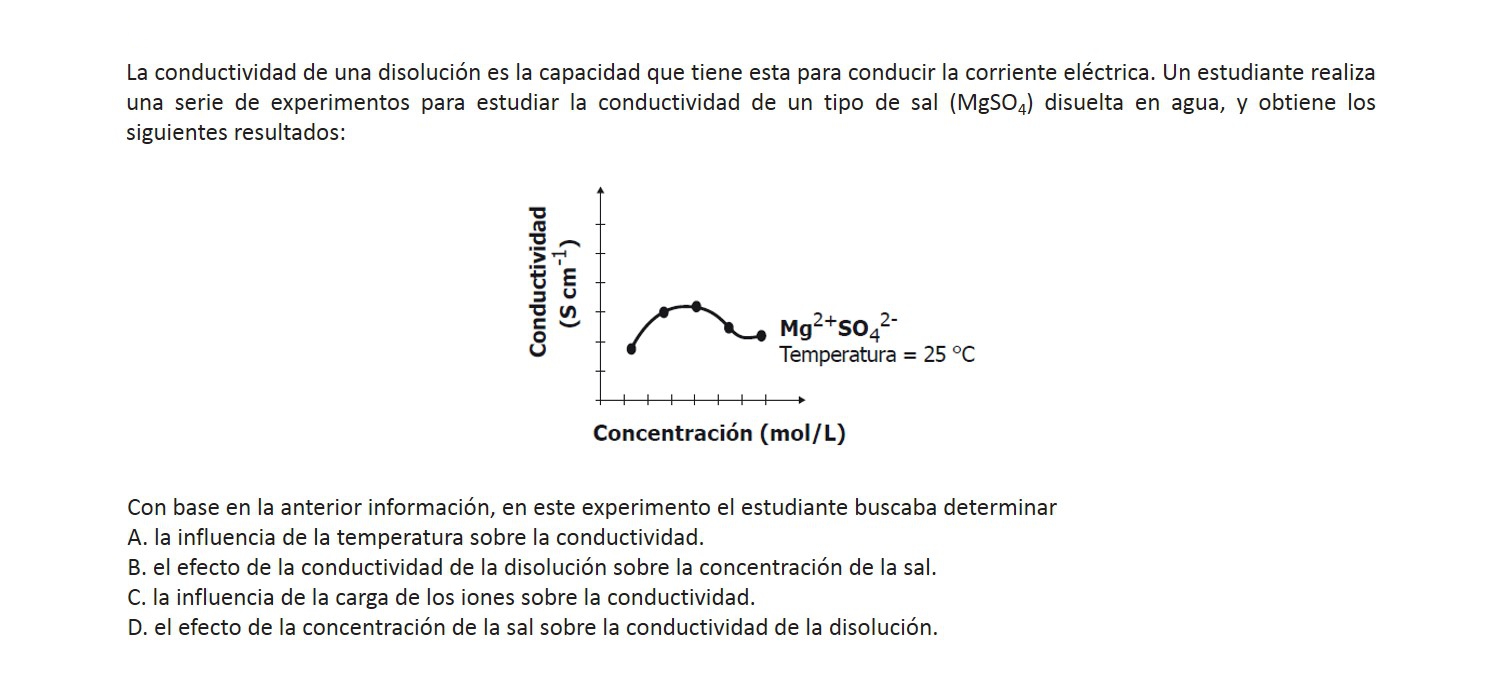 La conductividad de una disolución es la capacidad que tiene esta para conducir la corriente eléctrica. Un estudiante realiza
una serie de experimentos para estudiar la conductividad de un tipo de sal (MgSO₄) disuelta en agua, y obtiene los
siguientes resultados:
Conductividad
(S cm⁻¹)
Mg²⁺SO₄²⁻
Temperatura = 25 °C
Concentración (mol/L)
Con base en la anterior información, en este experimento el estudiante buscaba determinar
A. la influencia de la temperatura sobre la conductividad.
B. el efecto de la conductividad de la disolución sobre la concentración de la sal.
C. la influencia de la carga de los iones sobre la conductividad.
D. el efecto de la concentración de la sal sobre la conductividad de la disolución.